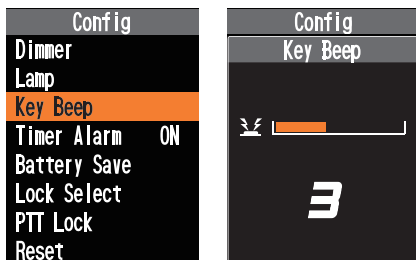 Config
Dimmer
Lamp
Key Beep
Timer Alarm ON
Battery Save
Lock Select
PTT Lock
Reset
Config
Key Beep
3